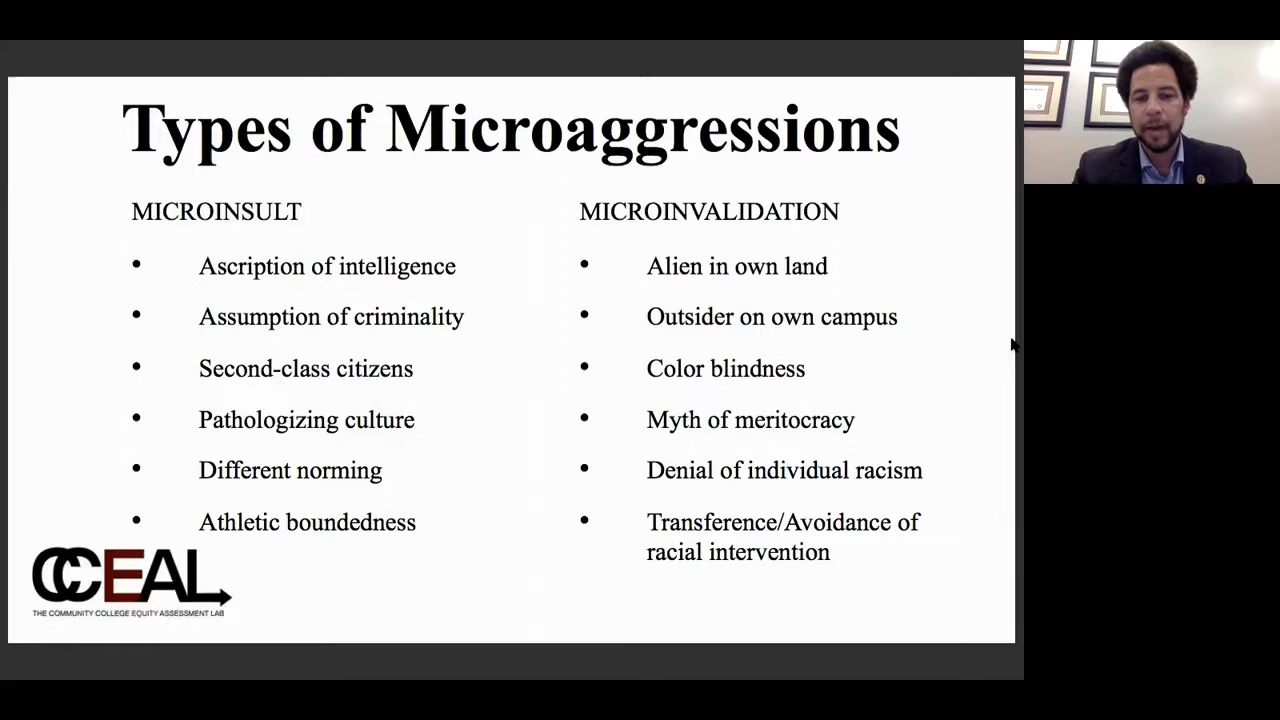 Types of Microaggressions
MICROINSULT
• Ascription of intelligence
• Assumption of criminality
• Second-class citizens
• Pathologizing culture
• Different norming
• Athletic boundedness
MICROINVALIDATION
• Alien in own land
• Outsider on own campus
• Color blindness
• Myth of meritocracy
• Denial of individual racism
• Transference/Avoidance of
racial intervention
CCEAL
THE COMMUNITY COLLEGE EQUITY ASSESSMENT LAB